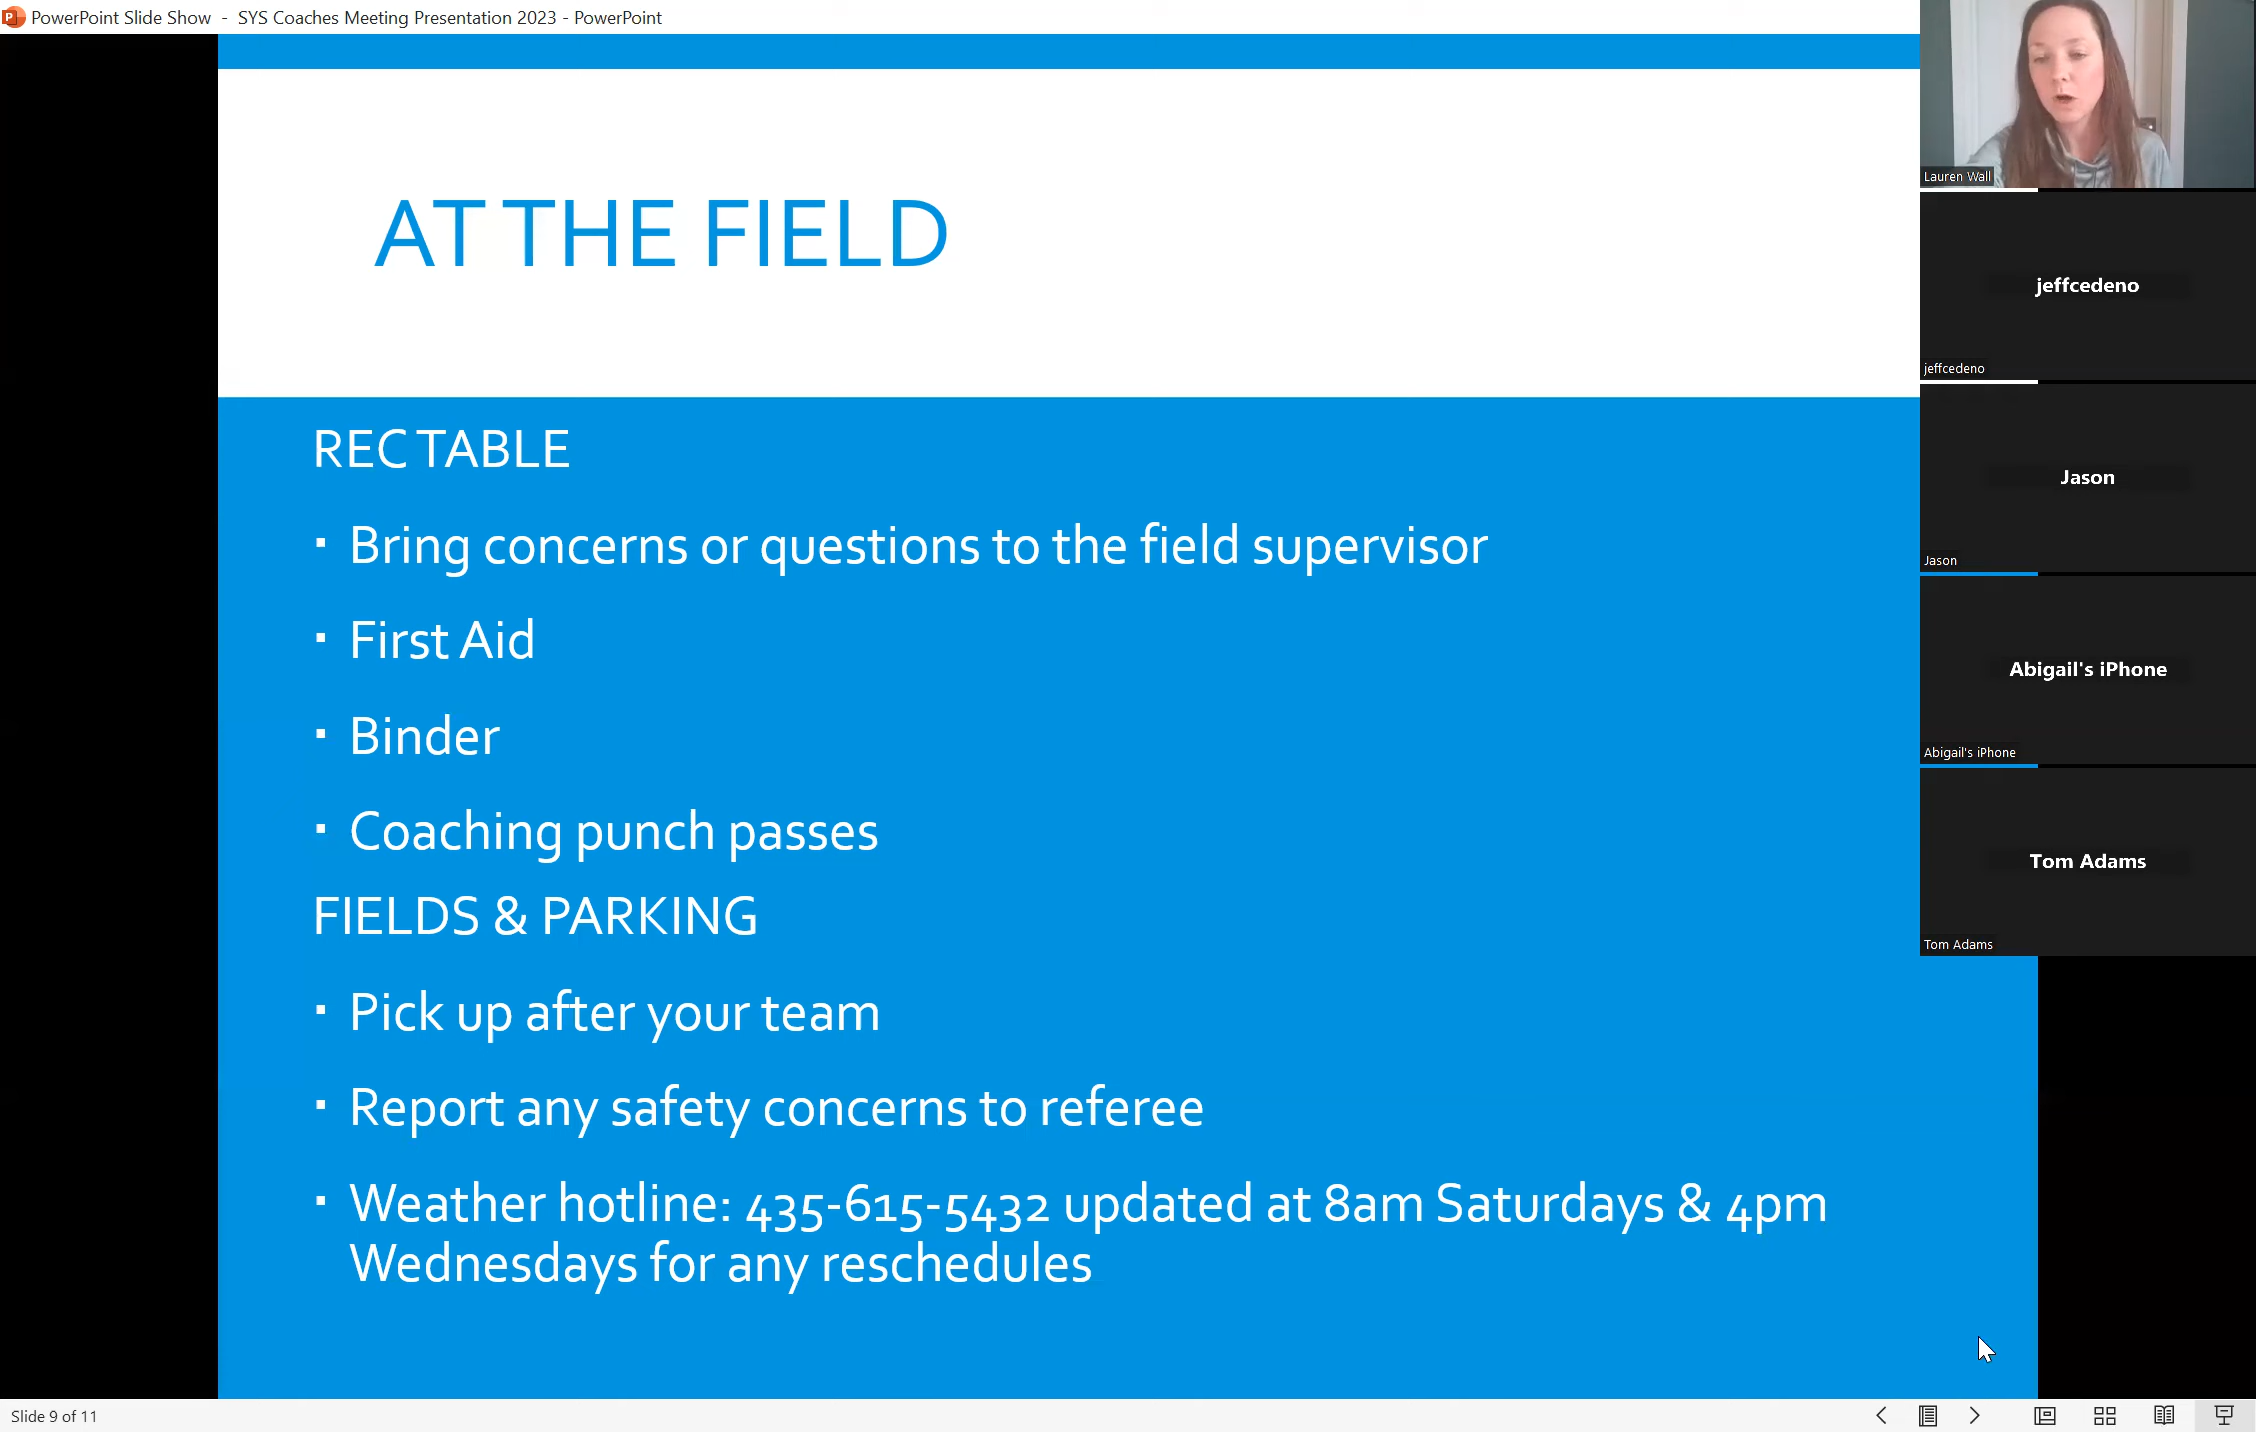 PowerPoint Slide Show - SYS Coaches Meeting Presentation 2023 - PowerPoint
AT THE FIELD
REC TABLE
▪ Bring concerns or questions to the field supervisor
▪ First Aid
▪ Binder
▪ Coaching punch passes
FIELDS & PARKING
▪ Pick up after your team
▪ Report any safety concerns to referee
▪ Weather hotline: 435-615-5432 updated at 8am Saturdays & 4pm
Wednesdays for any reschedules
Lauren Wall
jeffcedeno
jeffcedeno
Jason
Jason
Abigail's iPhone
Abigail's iPhone
Tom Adams
Tom Adams
Slide 9 of 11